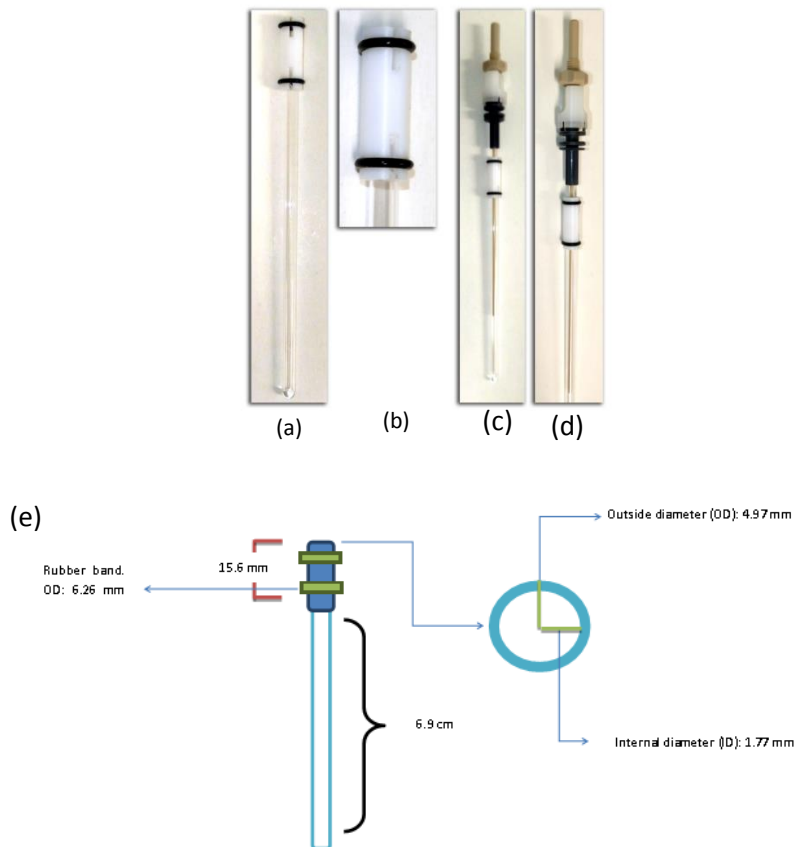 (a)
(b)
(c)
(d)
(e)
Outside diameter (OD): 4.97 mm
Rubber band.
OD: 6.26 mm
15.6 mm
6.9 cm
Internal diameter (ID): 1.77 mm